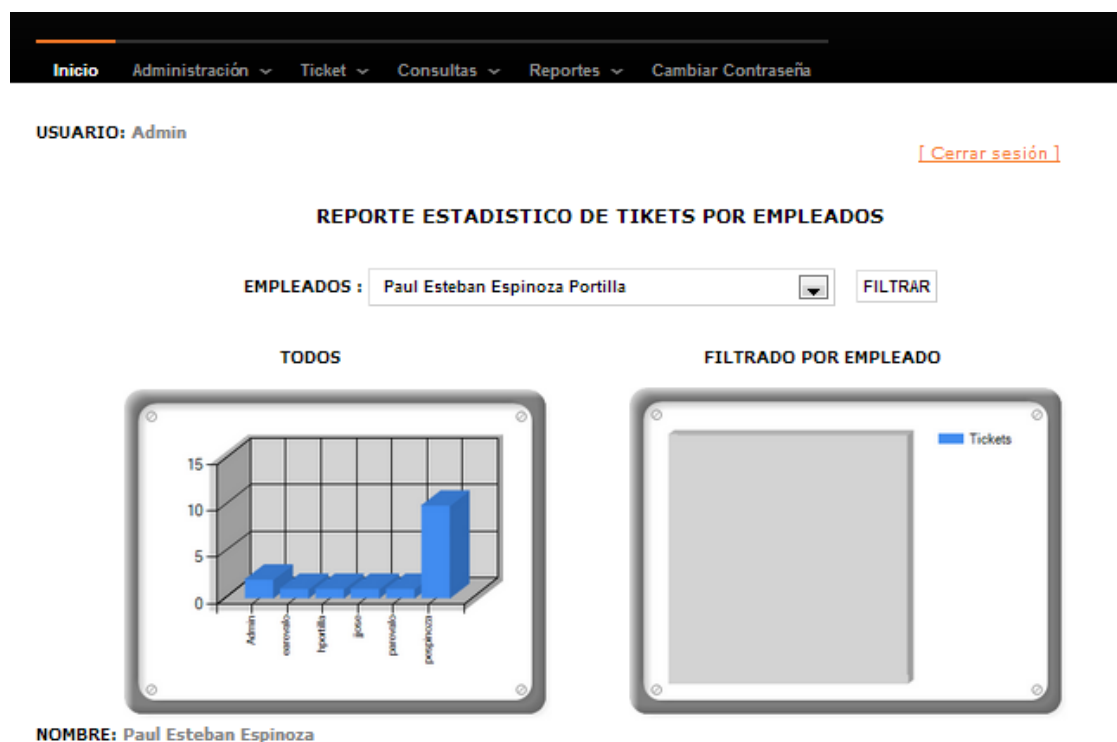 Inicio Administración Ticket Consultas Reportes Cambiar Contraseña
USUARIO: Admin
[ Cerrar sesión ]
REPORTE ESTADISTICO DE TIKETS POR EMPLEADOS
EMPLEADOS : Paul Esteban Espinoza Portilla FILTRAR
TODOS
FILTRADO POR EMPLEADO
15
10
5
0
Admin
earevalo
hportilla
jjose
parevalo
pespinoza
Tickets
NOMBRE: Paul Esteban Espinoza